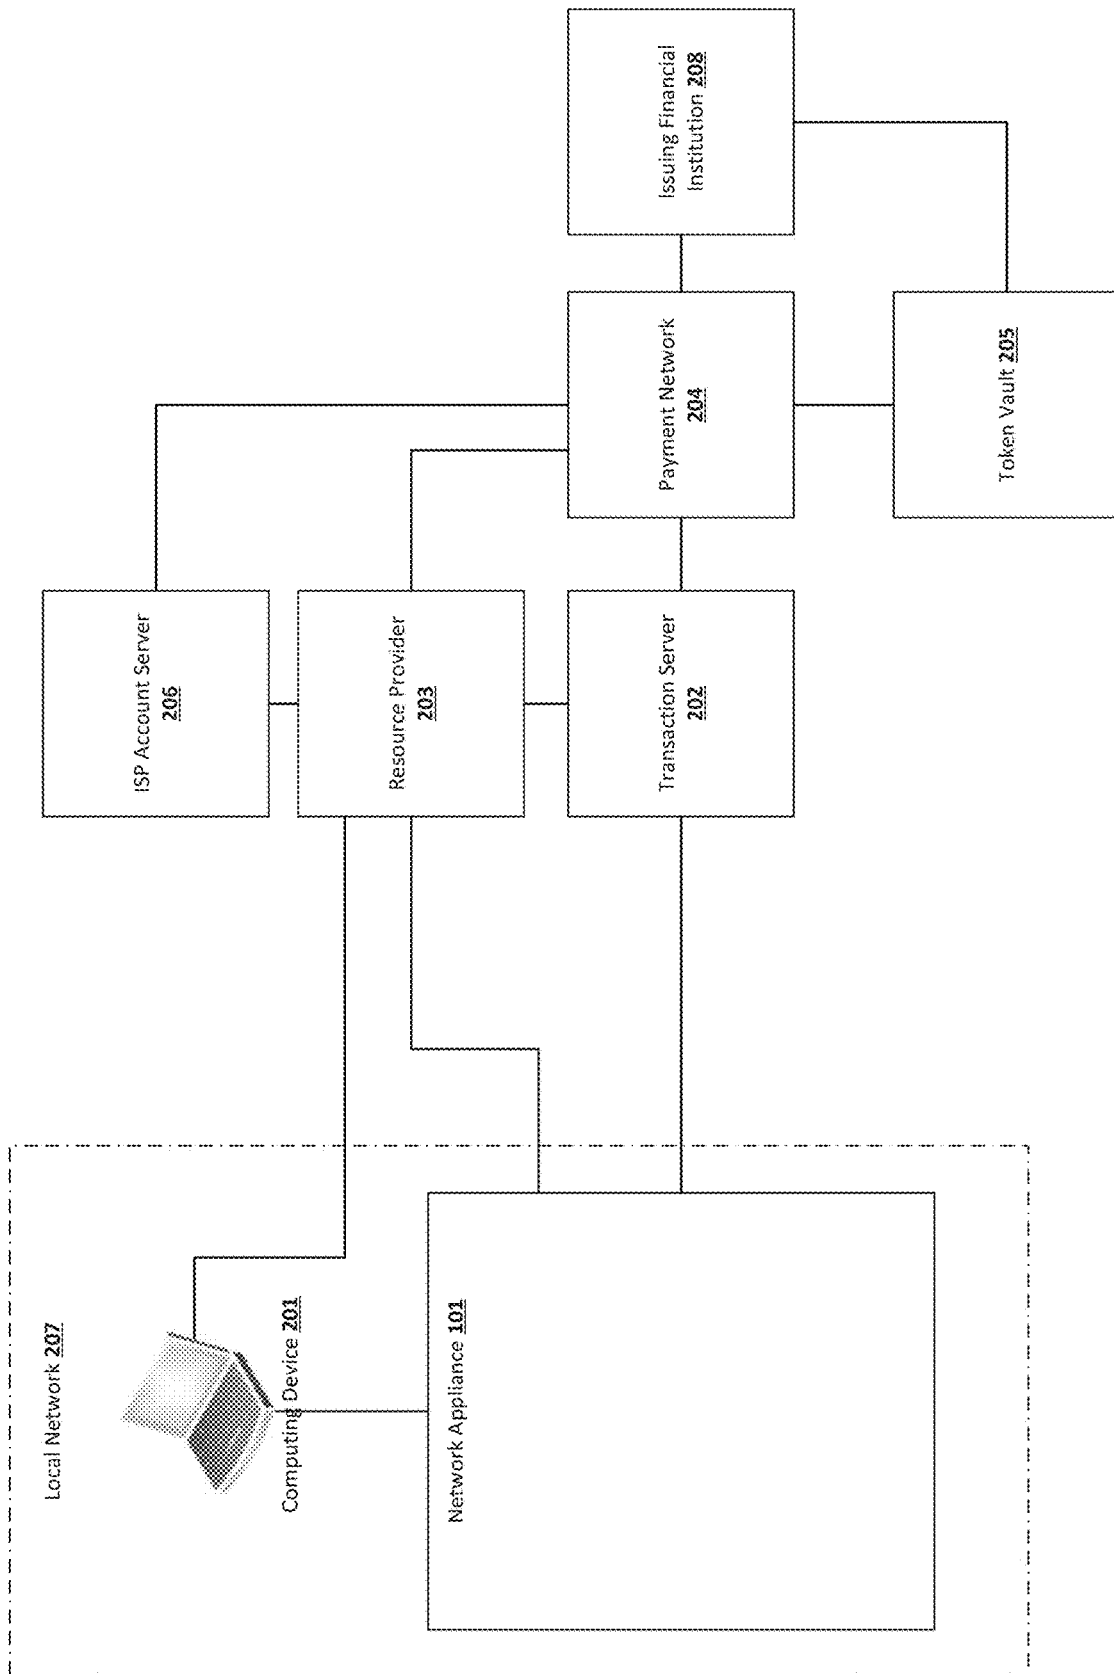 Local Network 207
Computing Device 201
Network Appliance 101
ISP Account Server
206
Resource Provider
203
Transaction Server
202
Payment Network
204
Issuing Financial
Institution 208
Token Vault 205